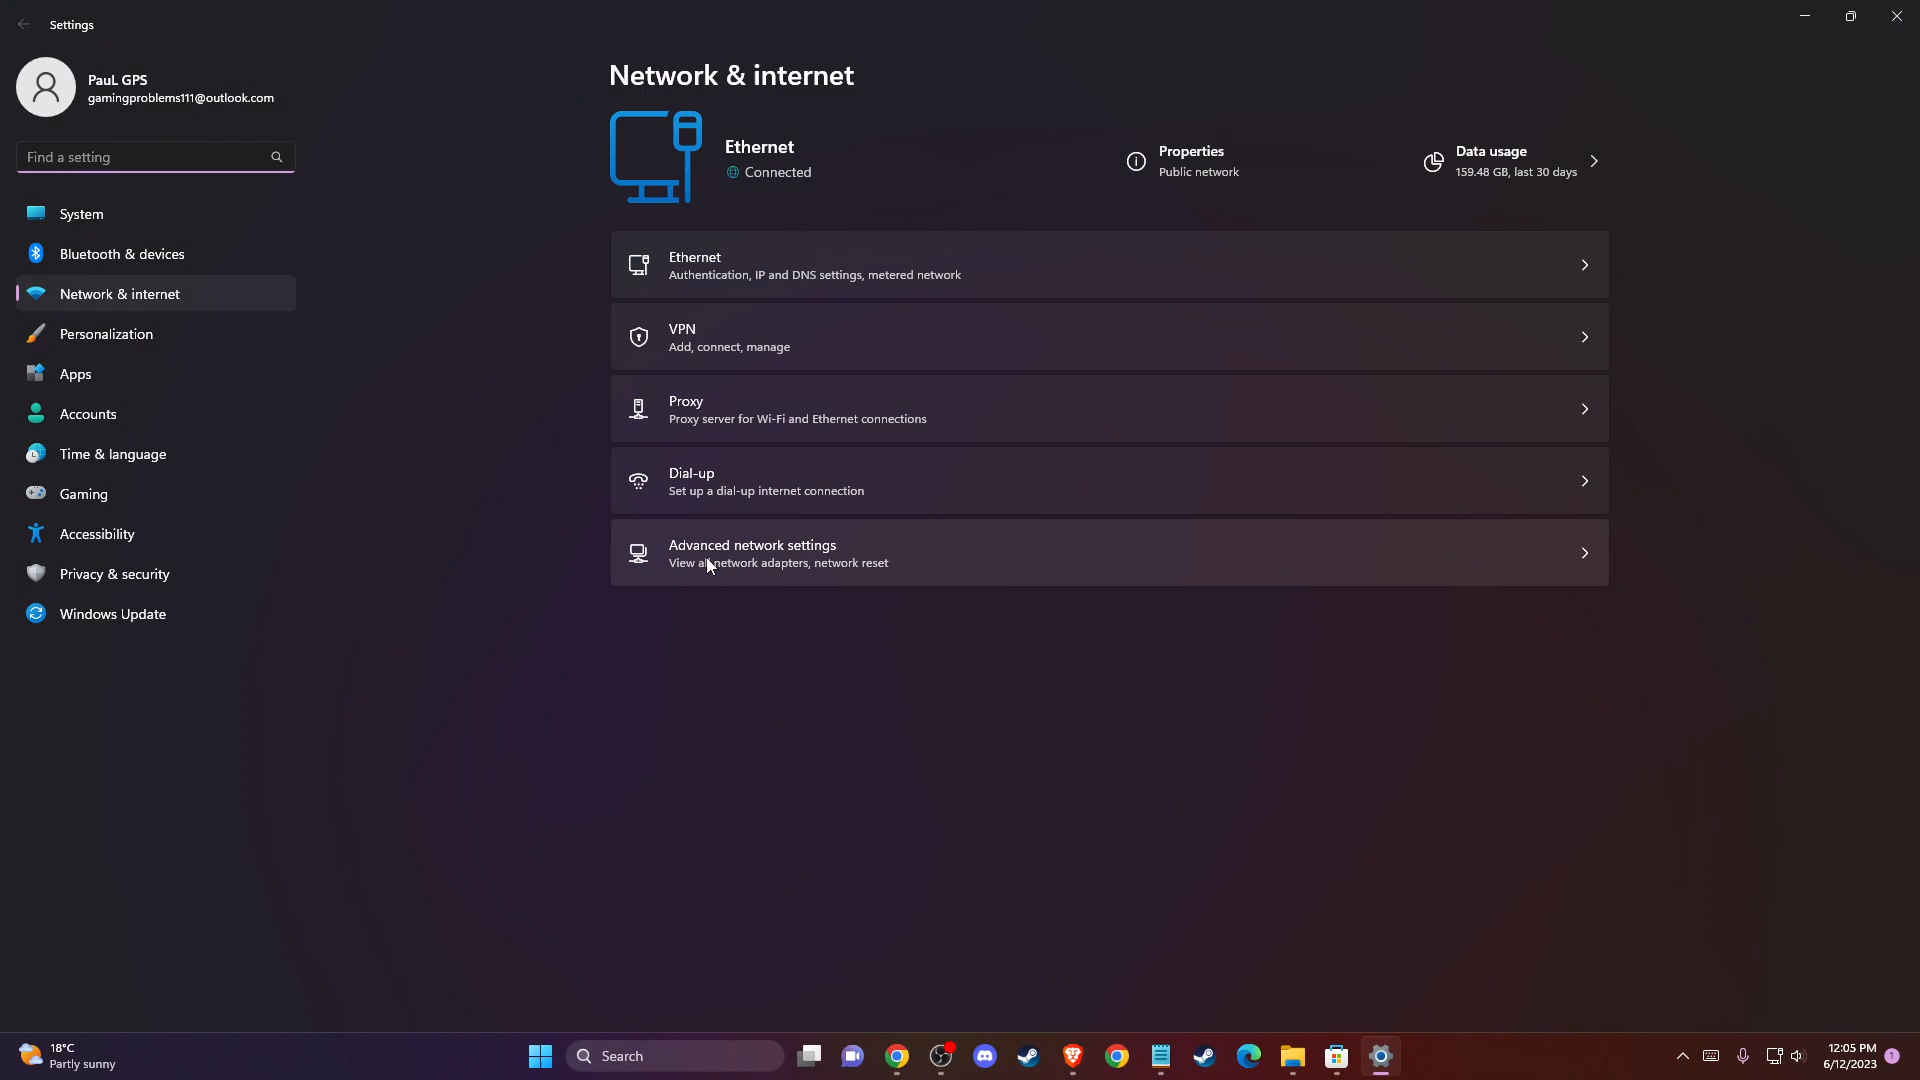 Settings
PauL GPS
gamingproblems111@outlook.com
Find a setting
System
Bluetooth & devices
Network & internet
Personalization
Apps
Accounts
Time & language
Gaming
Accessibility
Privacy & security
Windows Update
Network & internet
Ethernet
Connected
Properties
Public network
Data usage
159.48 GB, last 30 days
Ethernet
Authentication, IP and DNS settings, metered network
VPN
Add, connect, manage
Proxy
Proxy server for Wi-Fi and Ethernet connections
Dial-up
Set up a dial-up internet connection
Advanced network settings
View all network adapters, network reset
18°C
Partly sunny
Search
12:05 PM
6/12/2023
1